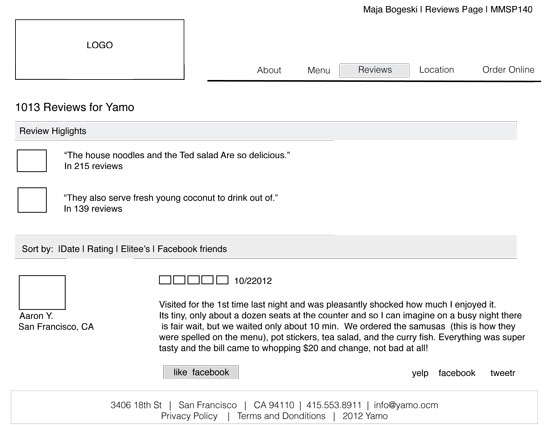 Maja Bogeski | Reviews Page | MMSP140
LOGO
About Menu Reviews Location Order Online
1013 Reviews for Yamo
Review Higlights
“The house noodles and the Ted salad Are so delicious.”
In 215 reviews
“They also serve fresh young coconut to drink out of.”
In 139 reviews
Sort by: |Date | Rating | Elitee's | Facebook friends
10/22012
Aaron Y.
San Francisco, CA
Visited for the 1st time last night and was pleasantly shocked how much I enjoyed it.
Its tiny, only about a dozen seats at the counter and so I can imagine on a busy night there
is fair wait, but we waited only about 10 min. We ordered the samusas (this is how they
were spelled on the menu), pot stickers, tea salad, and the curry fish. Everything was super
tasty and the bill came to whopping $20 and change, not bad at all!
like facebook
yelp facebook tweetr
3406 18th St | San Francisco | CA 94110 | 415.553.8911 | info@yamo.ocm
Privacy Policy | Terms and Conditions | 2012 Yamo